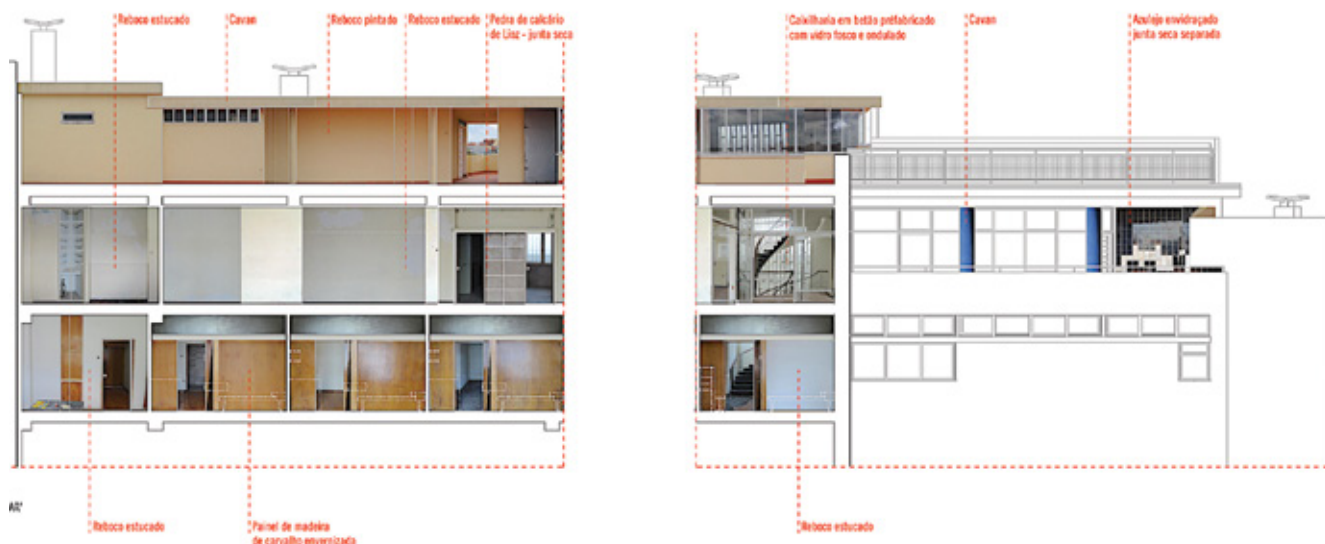 Reboco estucado
Cavan
Reboco pintado
Reboco estucado
Pedra de calcário
de Lioz - junta seca
Caixilharia em betão préfabricado
com vidro fosco e ondulado
Cavan
Azulejo envidraçado
junta seca separada
Reboco estucado
Painel de madeira
de carvalho envernizada
Reboco estucado